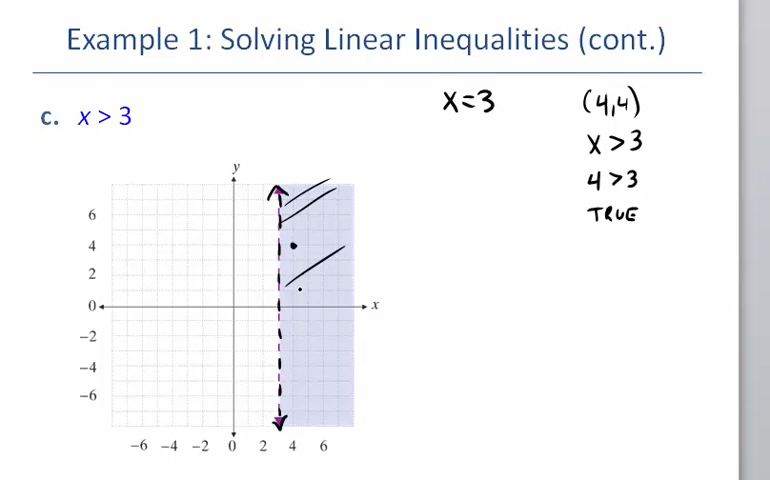 Example 1: Solving Linear Inequalities (cont.)
c. x > 3
x=3
(4,4)
x > 3
4 > 3
TRUE
y
6
4
2
0
x
−2
−4
−6
−6 −4 −2 0 2 4 6